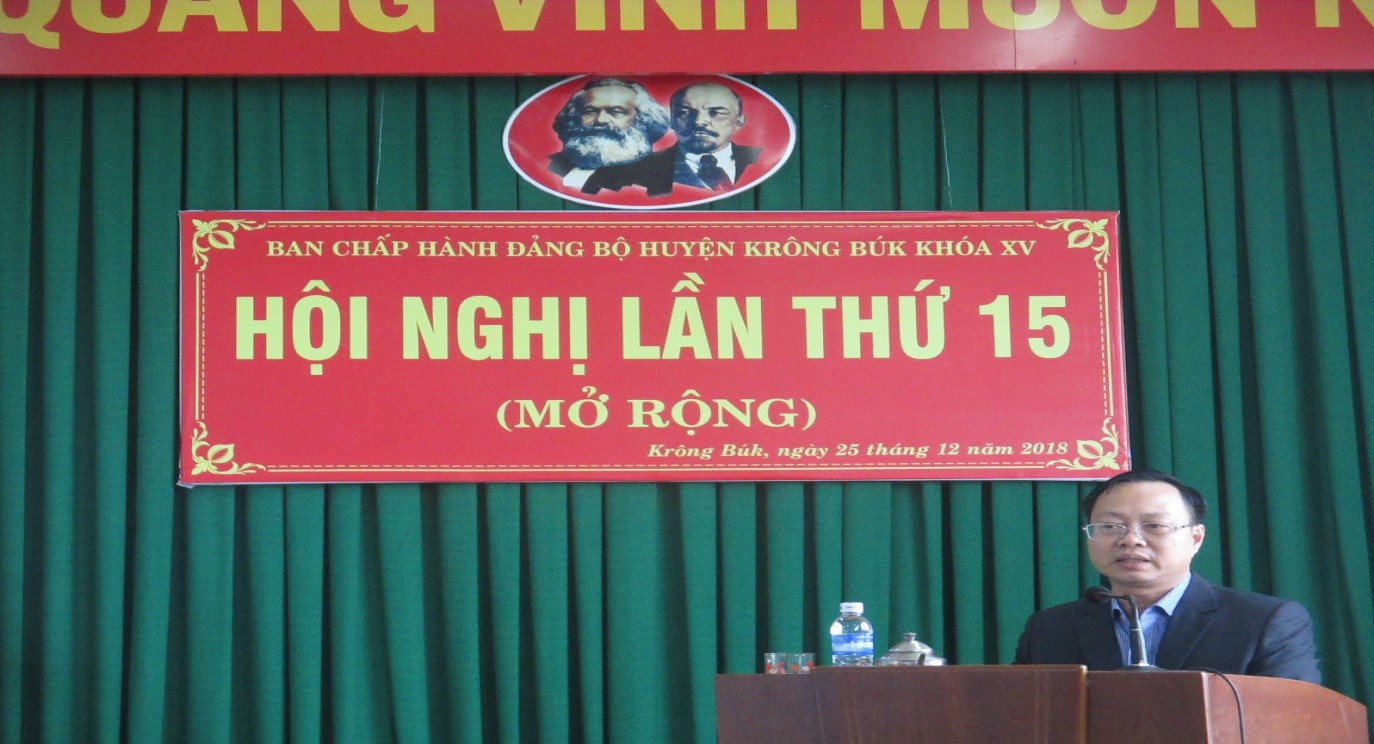 QUANG VINH MUÔN N
BAN CHẤP HÀNH ĐẢNG BỘ HUYỆN KRÔNG BÚK KHÓA XV
HỘI NGHỊ LẦN THỨ 15
(MỞ RỘNG)
Krông Búk, ngày 25 tháng 12 năm 2018